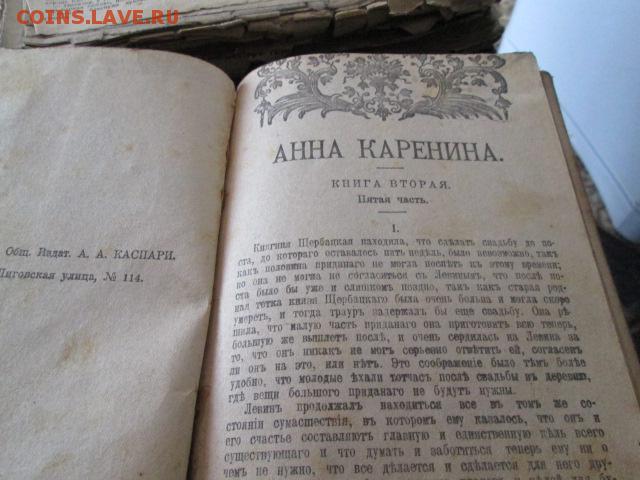 COINS.LAVE.RU
Общ. Издат. А. А. КАСПАРИ.
Лиговская улица, № 114.
АННА КАРЕНИНА.
КНИГА ВТОРАЯ.
Пятая часть.
I.
Княгиня Щербацкая находила, что сдѣлать свадьбу до по-
ста, до котораго оставалось пять недѣль, было невозможно, такъ
какъ половина приданаго не могла поспѣть къ этому времени;
но она не могла не согласиться съ Левинымъ, что послѣ по-
ста было бы уже и слишкомъ поздно, такъ какъ старая род-
ная тетка князя Щербацкаго была очень больна и могла скоро
умереть, и тогда трауръ задержалъ бы еще свадьбу. Она рѣ-
шила, что малую часть приданаго она приготовитъ всю теперь,
большую же вышлетъ послѣ, и очень сердилась на Левина за
то, что онъ никакъ не могъ серьезно отвѣтить ей, согласенъ
ли онъ на это, или нѣтъ. Это соображеніе было тѣмъ болѣе
удобно, что молодые ѣхали тотчасъ послѣ свадьбы въ деревню,
гдѣ вещи большого приданаго не будутъ нужны.
Левинъ продолжалъ находиться все въ томъ же со-
стояніи сумасшествія, въ которомъ ему казалось, что онъ и
его счастье составляютъ главную и единственную цѣль всего
существующаго и что думать и заботиться теперь ему ни о
чемъ не нужно, что все дѣлается и сдѣлается для него дру-